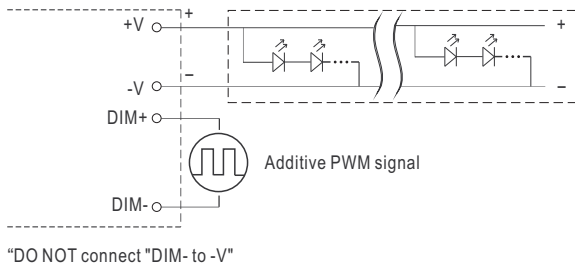 +V + +
-V – –
DIM+
Additive PWM signal
DIM-
“DO NOT connect "DIM- to -V"